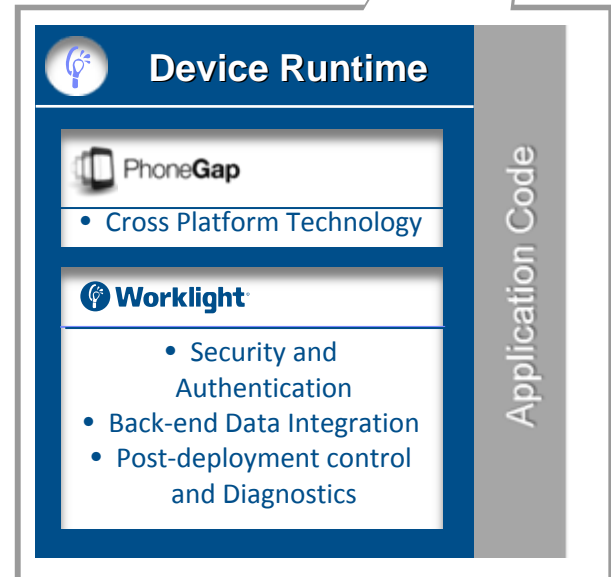 Device Runtime
PhoneGap
• Cross Platform Technology
Worklight
• Security and
Authentication
• Back-end Data Integration
• Post-deployment control
and Diagnostics
Application Code